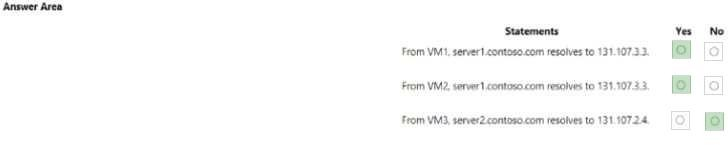 Answer Area
Statements Yes No
From VM1, server1.contoso.com resolves to 131.107.3.3.
From VM2, server1.contoso.com resolves to 131.107.3.3.
From VM3, server2.contoso.com resolves to 131.107.2.4.